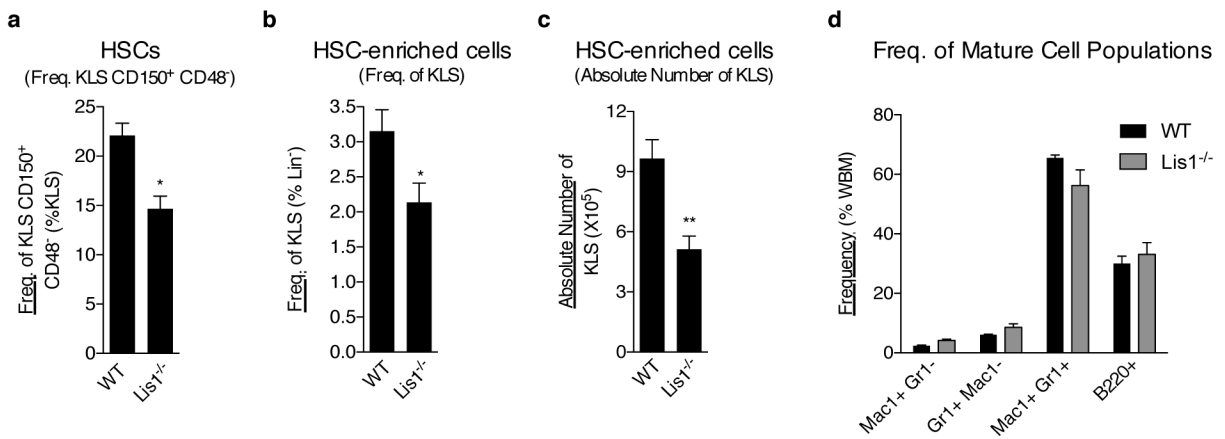 a
HSCs
(Freq. KLS CD150+ CD48-)
Freq. of KLS CD150+
CD48- (%KLS)
25
20
15
10
5
0
*
WT
Lis1-/-
b
HSC-enriched cells
(Freq. of KLS)
Freq. of KLS (% Lin-)
3.5
3.0
2.5
2.0
1.5
1.0
0.5
0.0
*
WT
Lis1-/-
c
HSC-enriched cells
(Absolute Number of KLS)
Absolute Number of
KLS (X10^5)
12
9
6
3
0
**
WT
Lis1-/-
d
Freq. of Mature Cell Populations
Frequency (% WBM)
80
60
40
20
0
WT
Lis1-/-
Mac1+ Gr1-
Gr1+ Mac1-
Mac1+ Gr1+
B220+